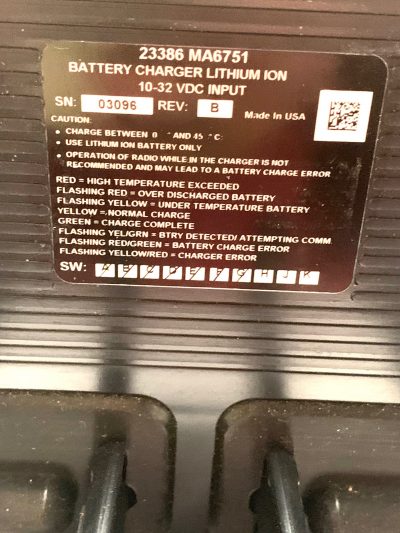 23386 MA6751
BATTERY CHARGER LITHIUM ION
10-32 VDC INPUT
SN: 03096 REV: B Made In USA
CAUTION:
• CHARGE BETWEEN 0 ° AND 45 °C:
• USE LITHIUM ION BATTERY ONLY
• OPERATION OF RADIO WHILE IN THE CHARGER IS NOT
RECOMMENDED AND MAY LEAD TO A BATTERY CHARGE ERROR
RED = HIGH TEMPERATURE EXCEEDED
FLASHING RED = OVER DISCHARGED BATTERY
FLASHING YELLOW = UNDER TEMPERATURE BATTERY
YELLOW = NORMAL CHARGE
GREEN = CHARGE COMPLETE
FLASHING YEL/GRN = BTRY DETECTED/ ATTEMPTING COMM
FLASHING RED/GREEN = BATTERY CHARGE ERROR
FLASHING YELLOW/RED = CHARGER ERROR
SW: A B C D E F G H J K